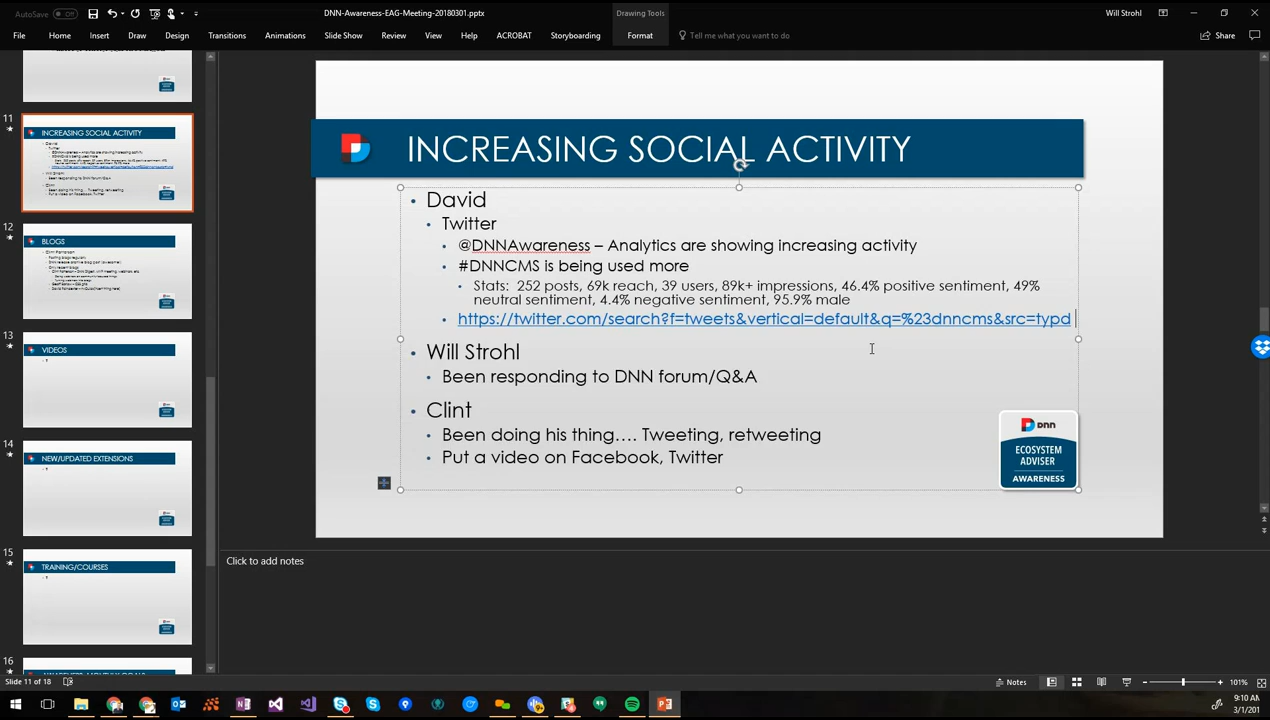 AutoSave
Off
DNN-Awareness-EAG-Meeting-20180301.pptx
Drawing Tools
Will Strohl
File
Home
Insert
Draw
Design
Transitions
Animations
Slide Show
Review
View
Help
ACROBAT
Storyboarding
Format
Tell me what you want to do
Share
11
INCREASING SOCIAL ACTIVITY
12
BLOGS
13
VIDEOS
14
NEW/UPDATED EXTENSIONS
15
TRAINING/COURSES
16
INCREASING SOCIAL ACTIVITY
• David
• Twitter
• @DNNAwareness – Analytics are showing increasing activity
• #DNNCMS is being used more
• Stats: 252 posts, 69k reach, 39 users, 89k+ impressions, 46.4% positive sentiment, 49%
neutral sentiment, 4.4% negative sentiment, 95.9% male
• https://twitter.com/search?f=tweets&vertical=default&q=%23dnncms&src=typd
• Will Strohl
• Been responding to DNN forum/Q&A
• Clint
• Been doing his thing…. Tweeting, retweeting
• Put a video on Facebook, Twitter
dnn
ECOSYSTEM
ADVISER
AWARENESS
Click to add notes
Slide 11 of 18
Notes
101%
9:10 AM
3/1/201